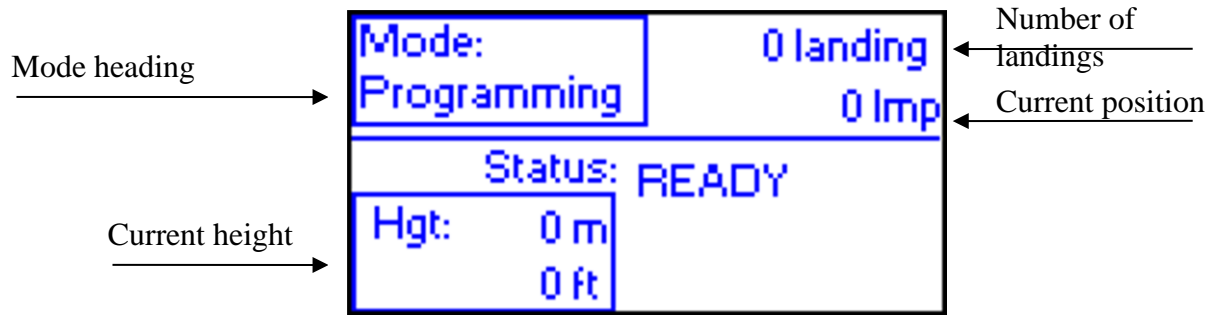 Mode heading
Current height
Mode:
Programming
0 landing
0 Imp
Status: READY
Hgt: 0 m
0 ft
Number of
landings
Current position